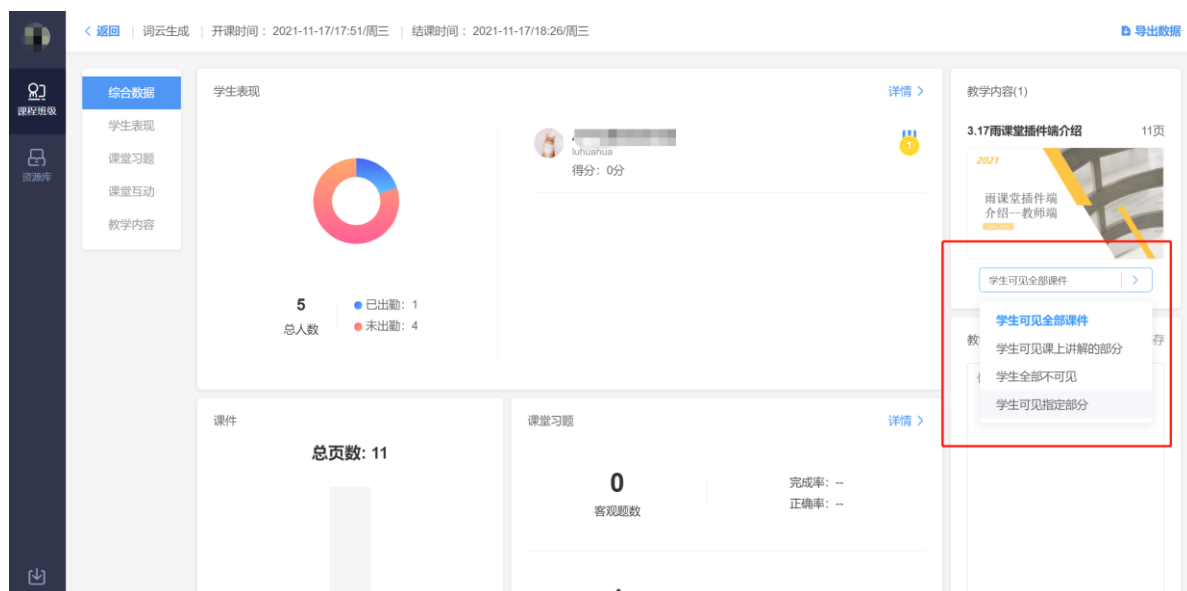 返回 | 词云生成 | 开课时间：2021-11-17/17:51/周三 | 结课时间：2021-11-17/18:26/周三
导出数据
课程班级
资源库
综合数据
学生表现
课堂习题
课堂互动
教学内容
学生表现
详情
luhuahua
得分：0分
1
5
总人数
已出勤：1
未出勤：4
教学内容(1)
3.17雨课堂插件端介绍 11页
2021
雨课堂插件端
介绍—教师端
学生可见全部课件
学生可见全部课件
学生可见课上讲解的部分
学生全部不可见
学生可见指定部分
教
存
课件
总页数: 11
课堂习题
详情
0
客观题数
完成率：--
正确率：--